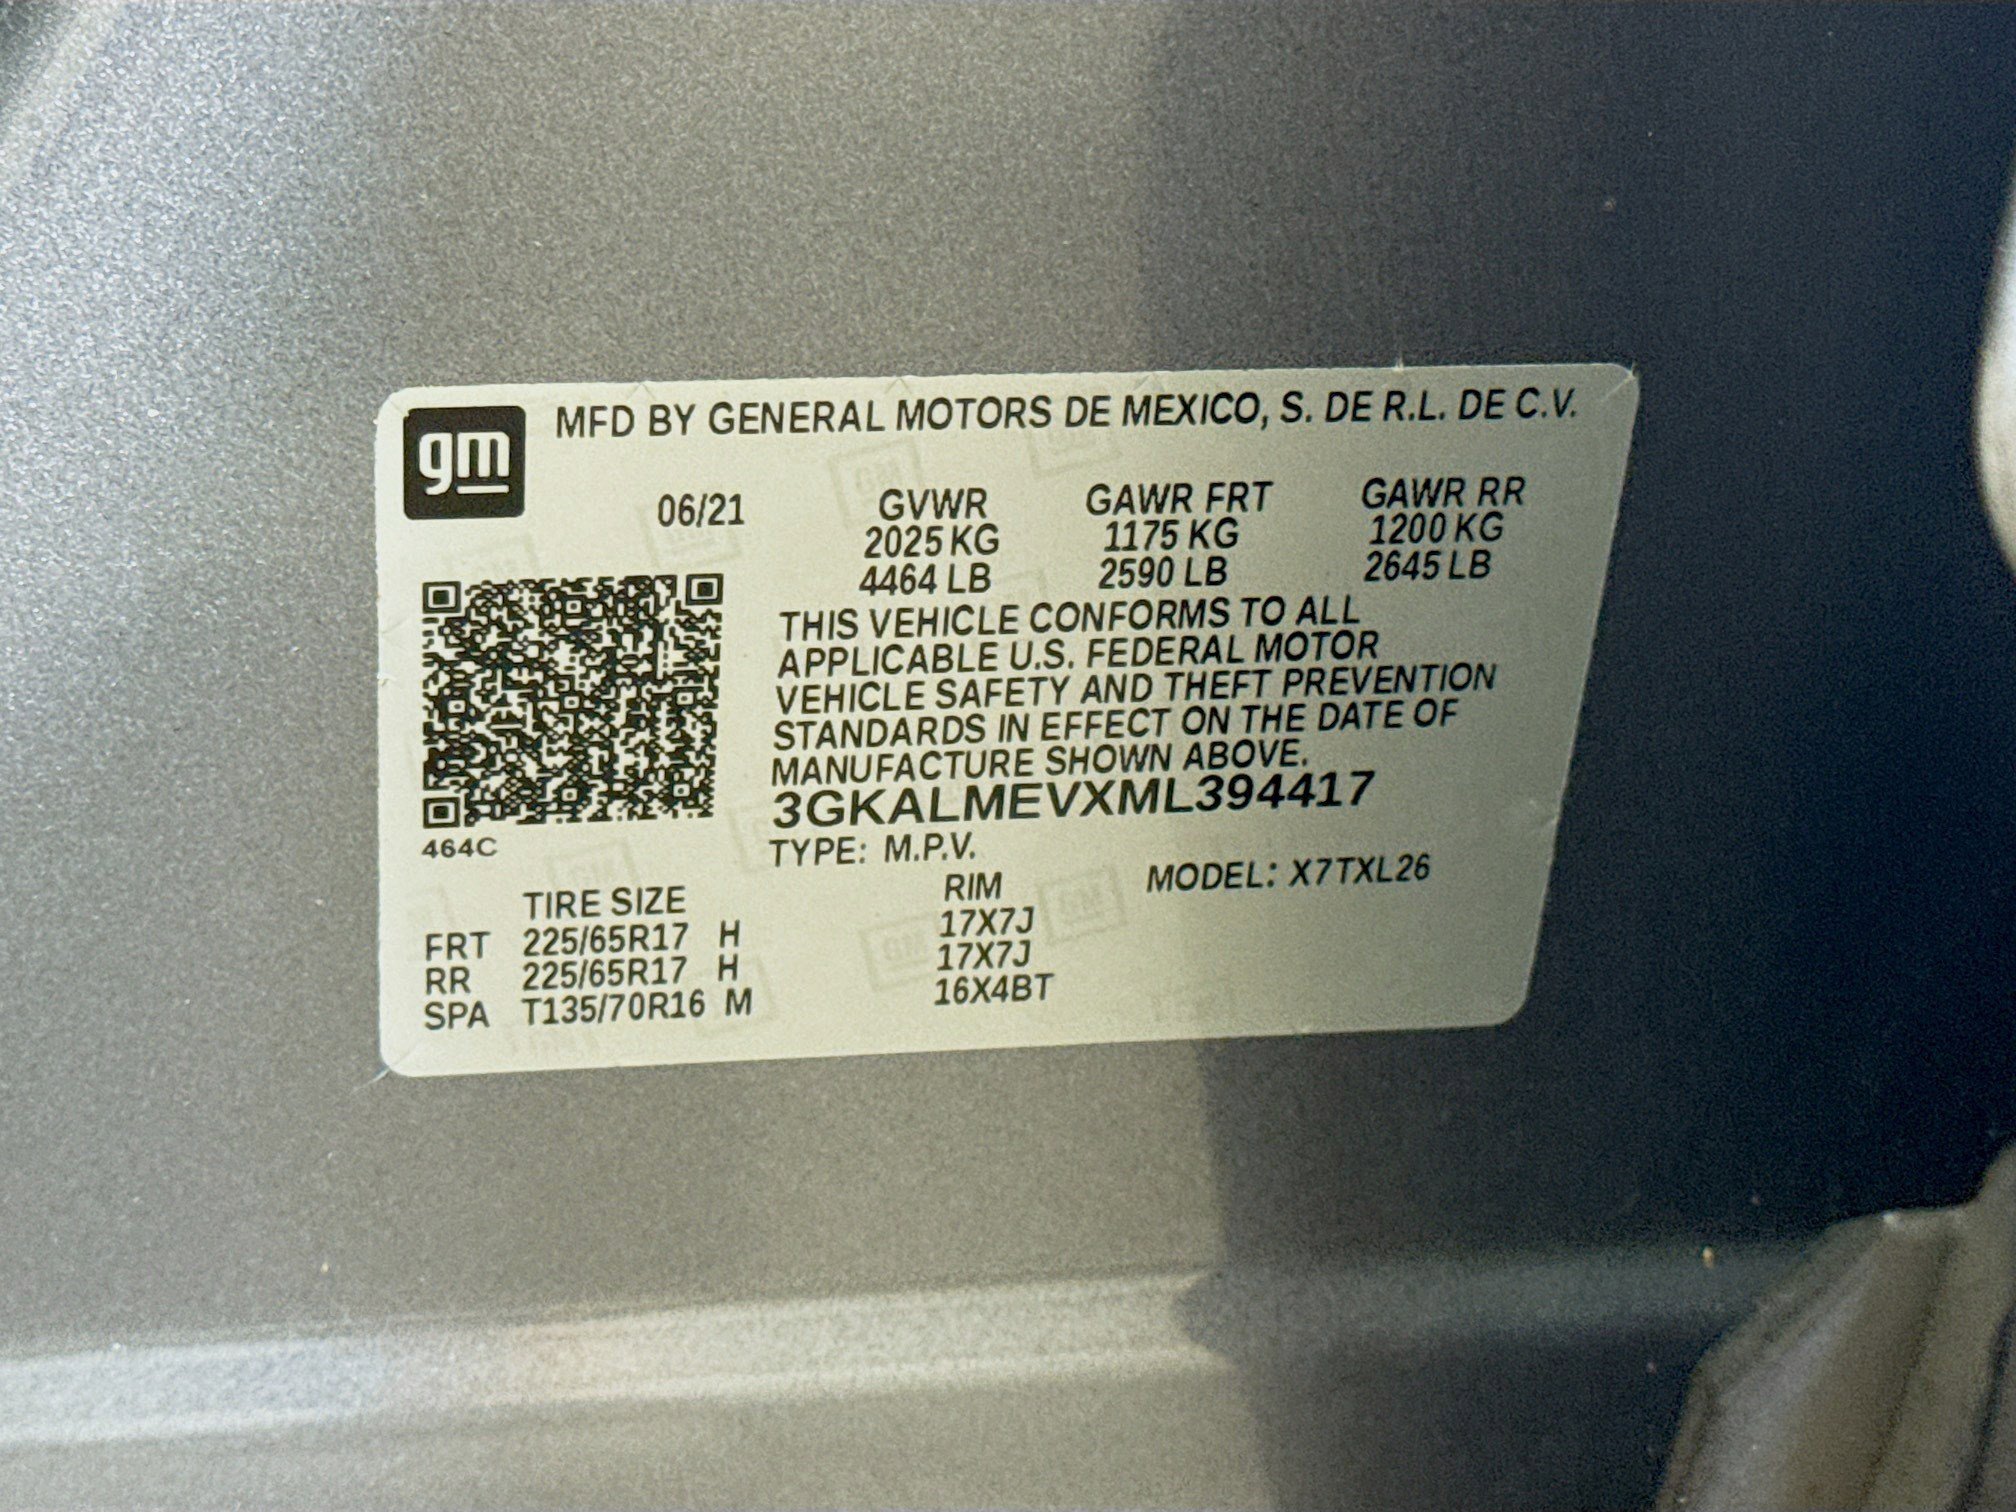 gm MFD BY GENERAL MOTORS DE MEXICO, S. DE R.L. DE C.V.
06/21 GVWR GAWR FRT GAWR RR
2025 KG 1175 KG 1200 KG
4464 LB 2590 LB 2645 LB
THIS VEHICLE CONFORMS TO ALL
APPLICABLE U.S. FEDERAL MOTOR
VEHICLE SAFETY AND THEFT PREVENTION
STANDARDS IN EFFECT ON THE DATE OF
MANUFACTURE SHOWN ABOVE.
3GKALMEVXML394417
464C TYPE: M.P.V. MODEL: X7TXL26
TIRE SIZE RIM
FRT 225/65R17 H 17X7J
RR 225/65R17 H 17X7J
SPA T135/70R16 M 16X4BT